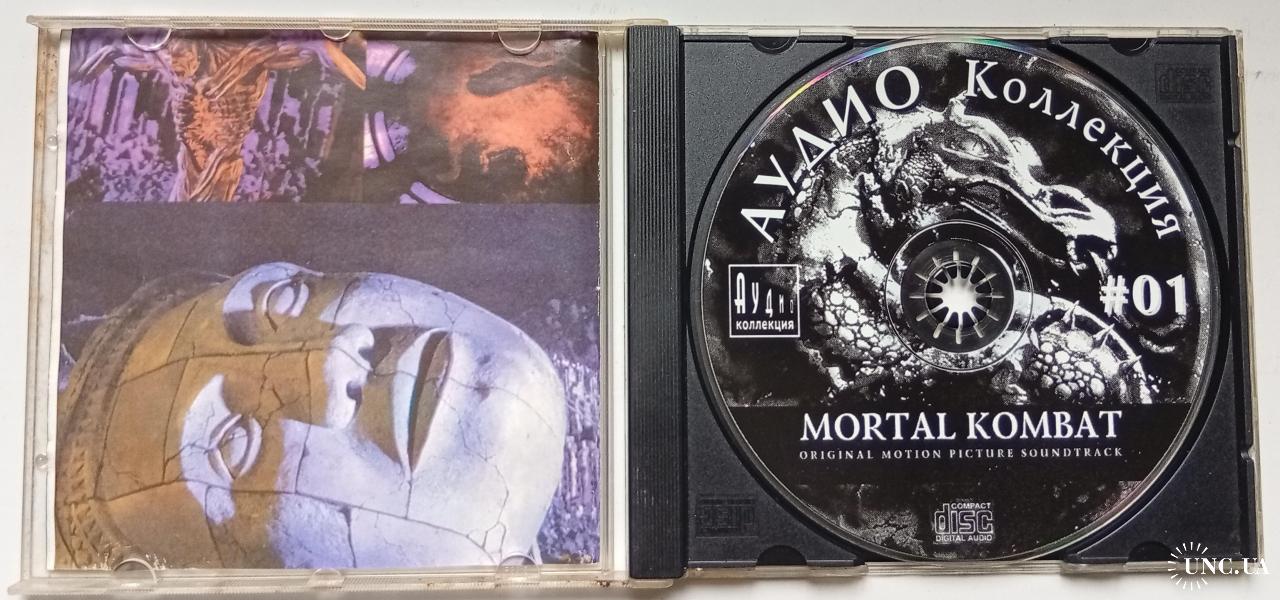 АУДИО Коллекция
#01
Аудио
коллекция
MORTAL KOMBAT
ORIGINAL MOTION PICTURE SOUNDTRACK
COMPACT
disc
DIGITAL AUDIO
UNC.UA